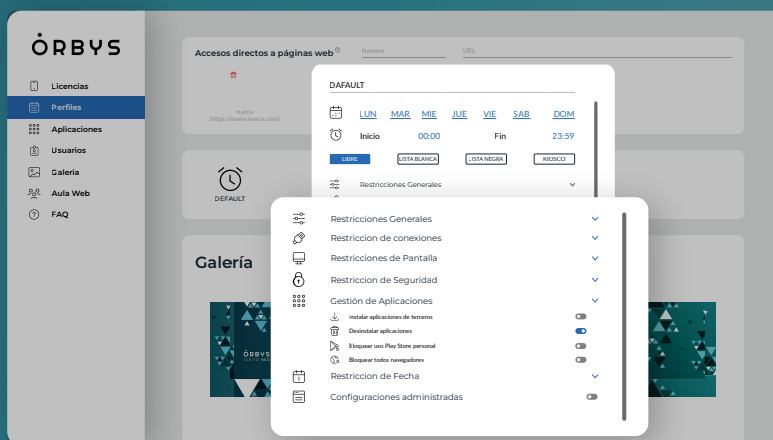 ÖRBYS
Licencias
Perfiles
Aplicaciones
Usuarios
Galeria
Aula Web
FAQ
Accesos directos a páginas web
Nombre
URL
marca
(https://www.marca.com)
DEFAULT
Galería
ÖRBYS
DAFAULT
LUN MAR MIE JUE VIE SAB DOM
Inicio 00:00 Fin 23:59
LIBRE LISTA BLANCA LISTA NEGRA KIOSCO
Restricciones Generales
Restricciones Generales
Restriccion de conexiones
Restricciones de Pantalla
Restriccion de Seguridad
Gestión de Aplicaciones
Instalar aplicaciones de terceros
Desinstalar aplicaciones
Bloquear uso Play Store personal
Bloquear todos navegadores
Restriccion de Fecha
Configuraciones administradas